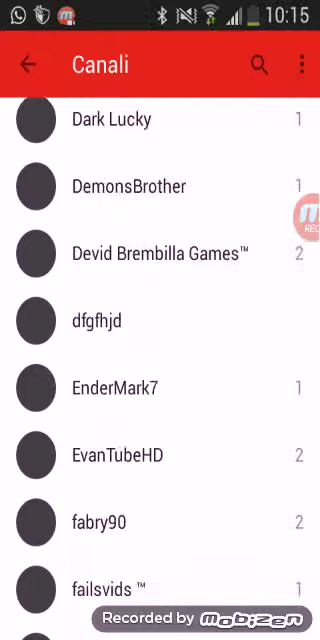 10:15
Canali
Dark Lucky 1
DemonsBrother 1
REC
Devid Brembilla Games™ 2
dfgfhjd
EnderMark7 1
EvanTubeHD 2
fabry90 2
failsvids ™ 1
Recorded by mobizen